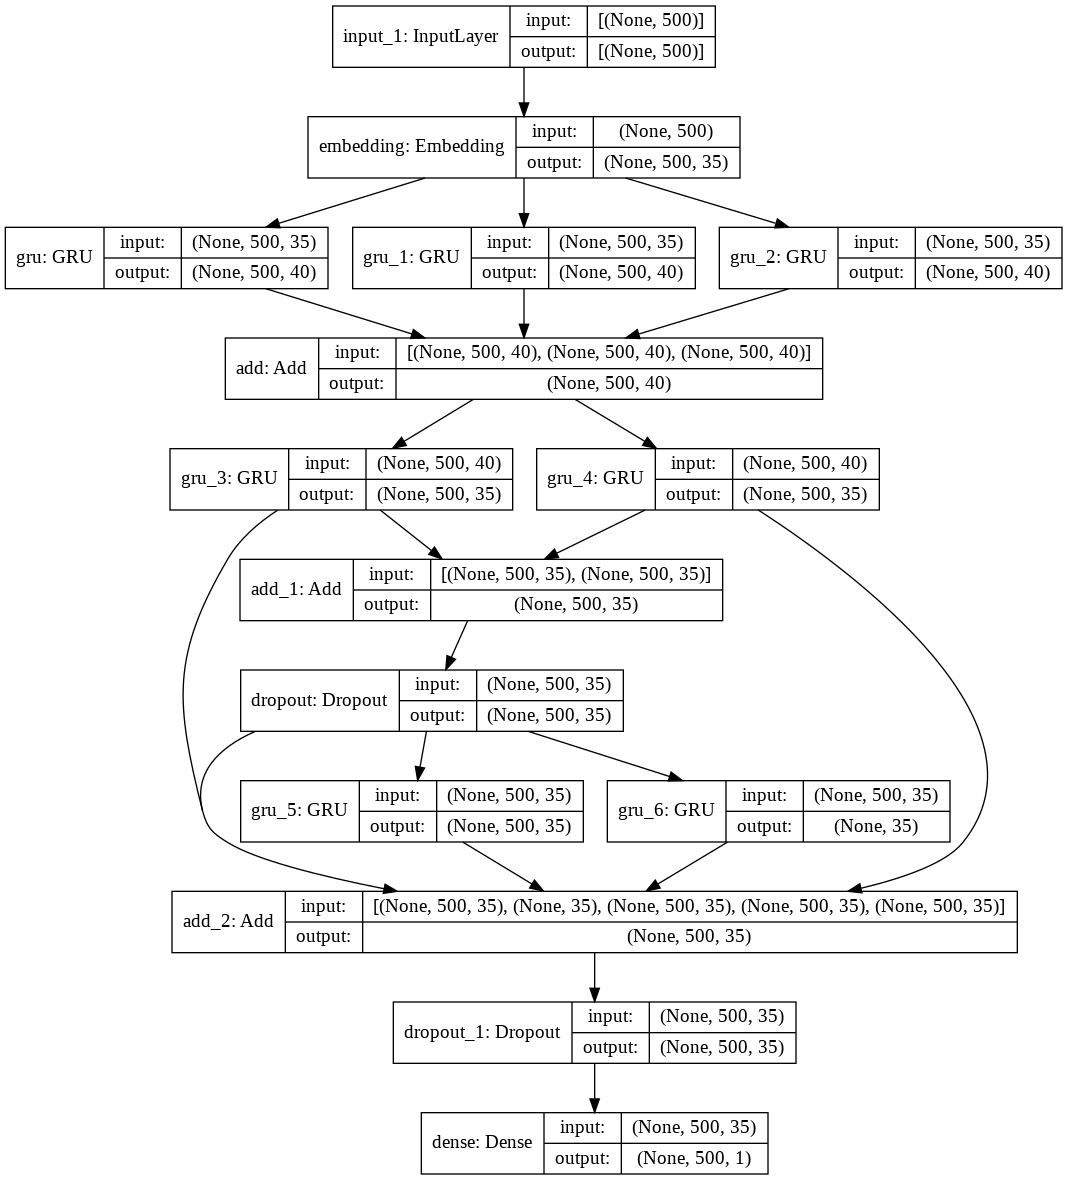 input_1: InputLayer
input:
[(None, 500)]
output:
[(None, 500)]
embedding: Embedding
input:
(None, 500)
output:
(None, 500, 35)
gru: GRU
input:
(None, 500, 35)
output:
(None, 500, 40)
gru_1: GRU
input:
(None, 500, 35)
output:
(None, 500, 40)
gru_2: GRU
input:
(None, 500, 35)
output:
(None, 500, 40)
add: Add
input:
[(None, 500, 40), (None, 500, 40), (None, 500, 40)]
output:
(None, 500, 40)
gru_3: GRU
input:
(None, 500, 40)
output:
(None, 500, 35)
gru_4: GRU
input:
(None, 500, 40)
output:
(None, 500, 35)
add_1: Add
input:
[(None, 500, 35), (None, 500, 35)]
output:
(None, 500, 35)
dropout: Dropout
input:
(None, 500, 35)
output:
(None, 500, 35)
gru_5: GRU
input:
(None, 500, 35)
output:
(None, 500, 35)
gru_6: GRU
input:
(None, 500, 35)
output:
(None, 35)
add_2: Add
input:
[(None, 500, 35), (None, 35), (None, 500, 35), (None, 500, 35), (None, 500, 35)]
output:
(None, 500, 35)
dropout_1: Dropout
input:
(None, 500, 35)
output:
(None, 500, 35)
dense: Dense
input:
(None, 500, 35)
output:
(None, 500, 1)